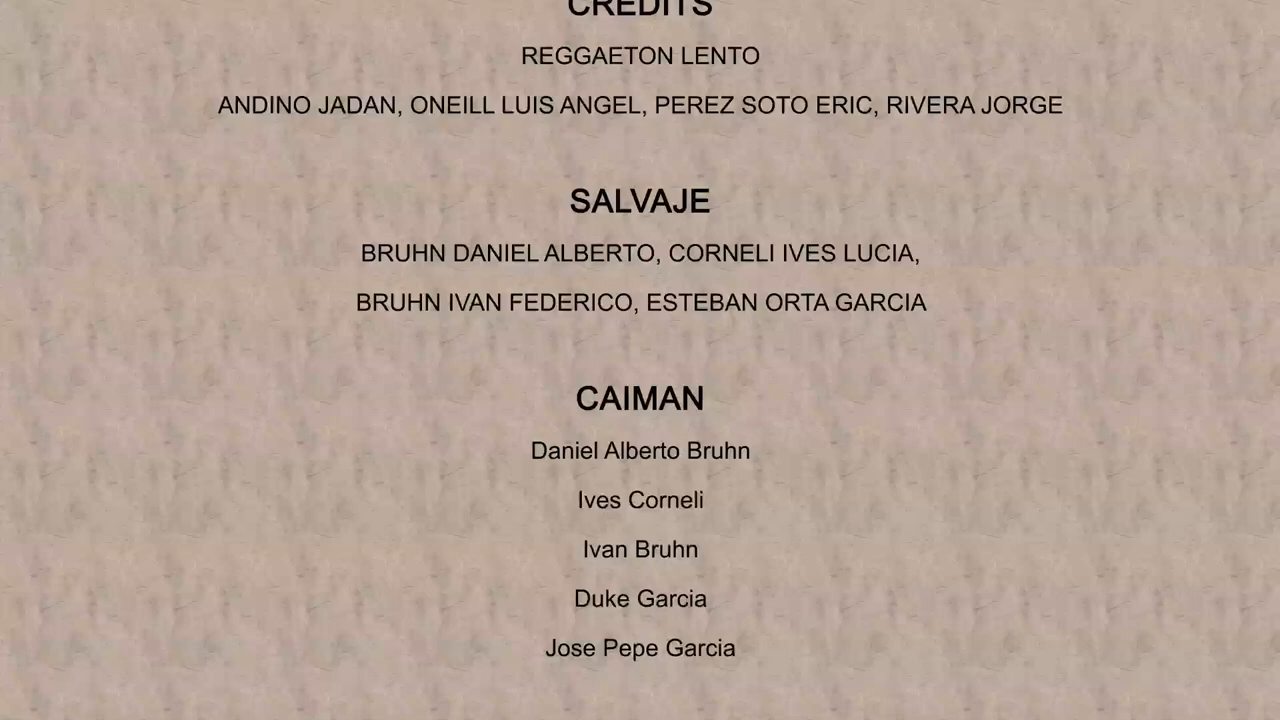 CREDITS
REGGAETON LENTO
ANDINO JADAN, ONEILL LUIS ANGEL, PEREZ SOTO ERIC, RIVERA JORGE
SALVAJE
BRUHN DANIEL ALBERTO, CORNELI IVES LUCIA,
BRUHN IVAN FEDERICO, ESTEBAN ORTA GARCIA
CAIMAN
Daniel Alberto Bruhn
Ives Corneli
Ivan Bruhn
Duke Garcia
Jose Pepe Garcia